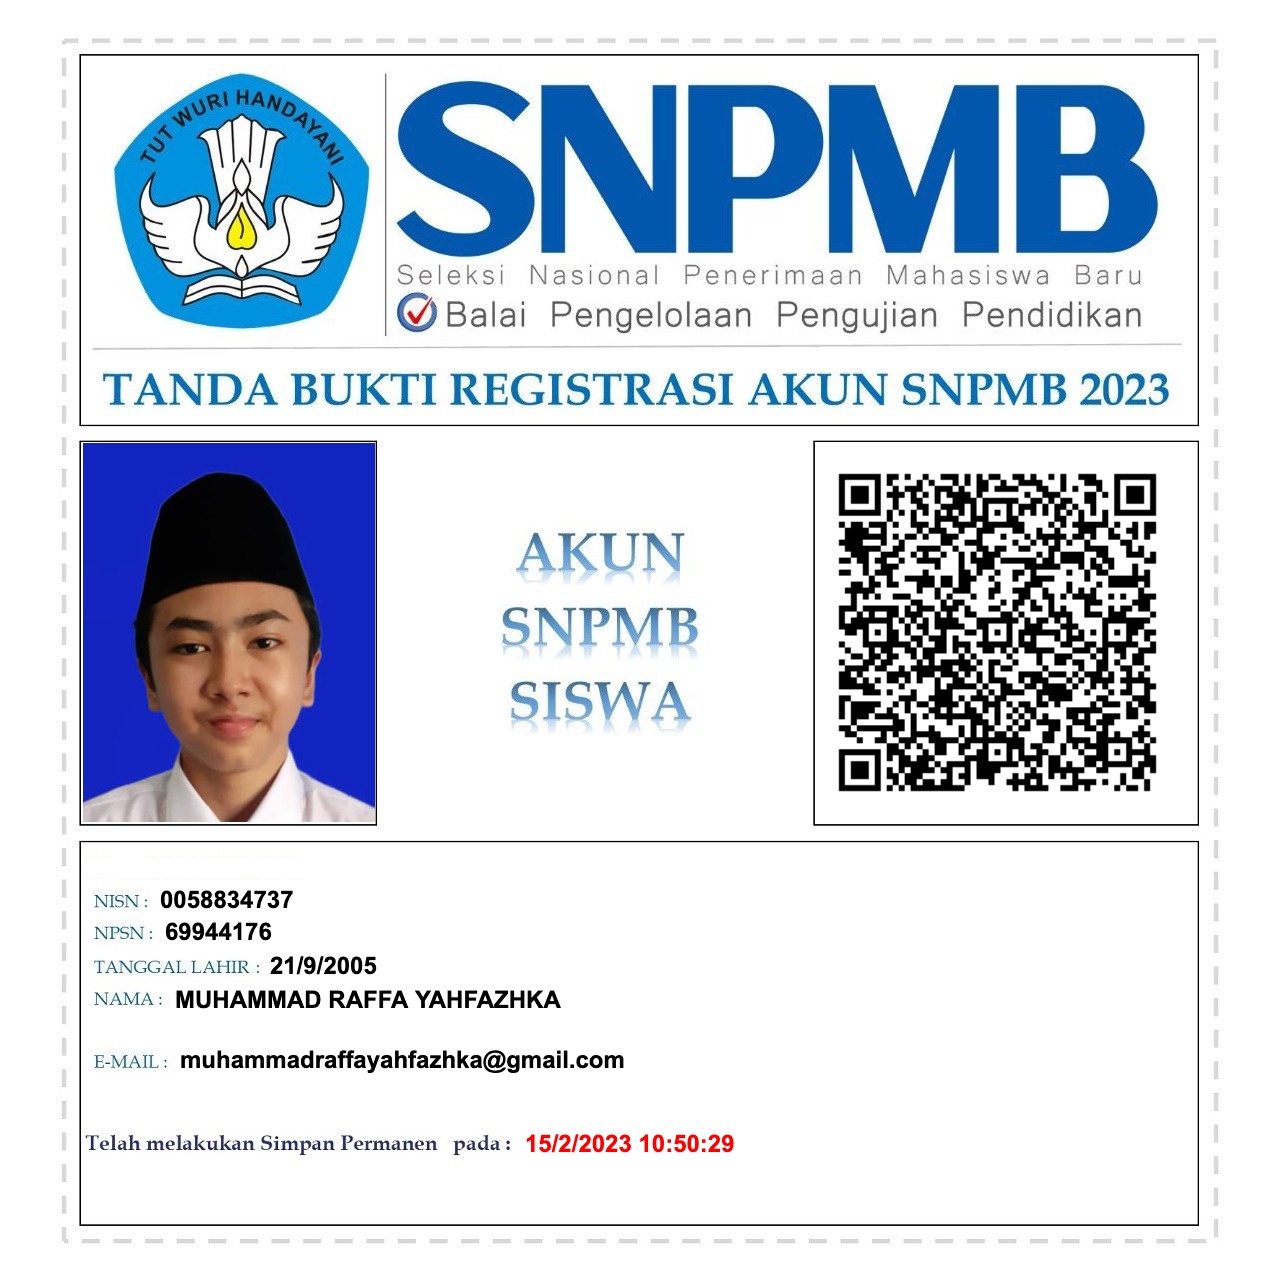 TUT WURI HANDAYANI
SNPMB
Seleksi Nasional Penerimaan Mahasiswa Baru
Balai Pengelolaan Pengujian Pendidikan
TANDA BUKTI REGISTRASI AKUN SNPMB 2023
AKUN
SNPMB
SISWA
NISN : 0058834737
NPSN : 69944176
TANGGAL LAHIR : 21/9/2005
NAMA : MUHAMMAD RAFFA YAHFAZHKA
E-MAIL : muhammadraffayahfazhka@gmail.com
Telah melakukan Simpan Permanen pada : 15/2/2023 10:50:29